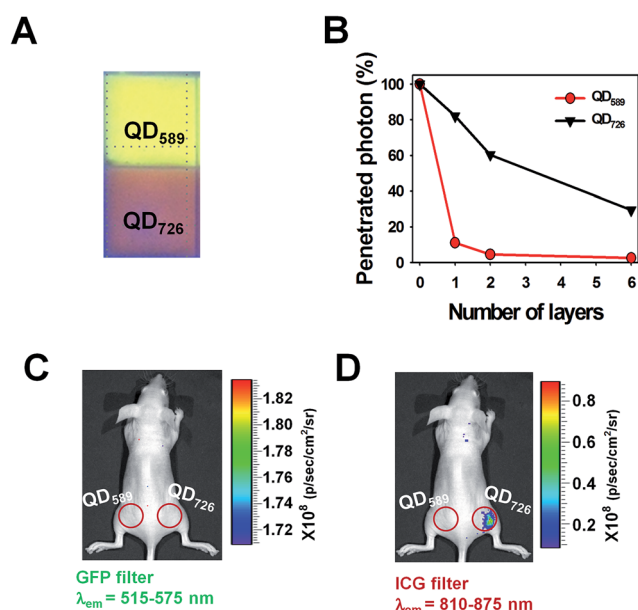 A
QD589
QD726
B
Penetrated photon (%)
100
80
60
40
20
0
QD589
QD726
0 1 2 3 4 5 6
Number of layers
C
QD589
QD726
1.82
1.80
1.78
1.76
1.74
1.72
X10⁸ (p/sec/cm²/sr)
GFP filter
λem = 515-575 nm
D
QD589
QD726
0.8
0.6
0.4
0.2
X10⁸ (p/sec/cm²/sr)
ICG filter
λem = 810-875 nm